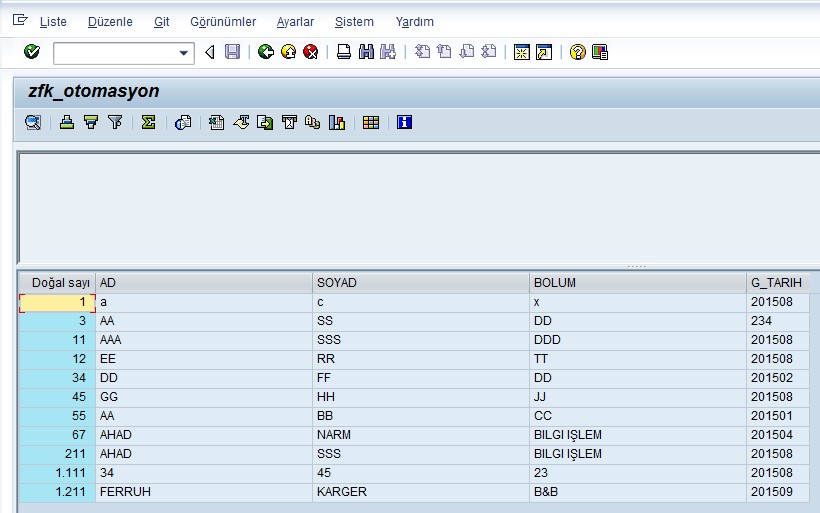 Liste Düzenle Git Görünümler Ayarlar Sistem Yardım
zfk_otomasyon
Doğal sayı AD SOYAD BOLUM G_TARIH
1 a c x 201508
3 AA SS DD 234
11 AAA SSS DDD 201508
12 EE RR TT 201508
34 DD FF DD 201502
45 GG HH JJ 201508
55 AA BB CC 201501
67 AHAD NARM BILGI IŞLEM 201504
211 AHAD SSS BILGI IŞLEM 201508
1.111 34 45 23 201508
1.211 FERRUH KARGER B&B 201509